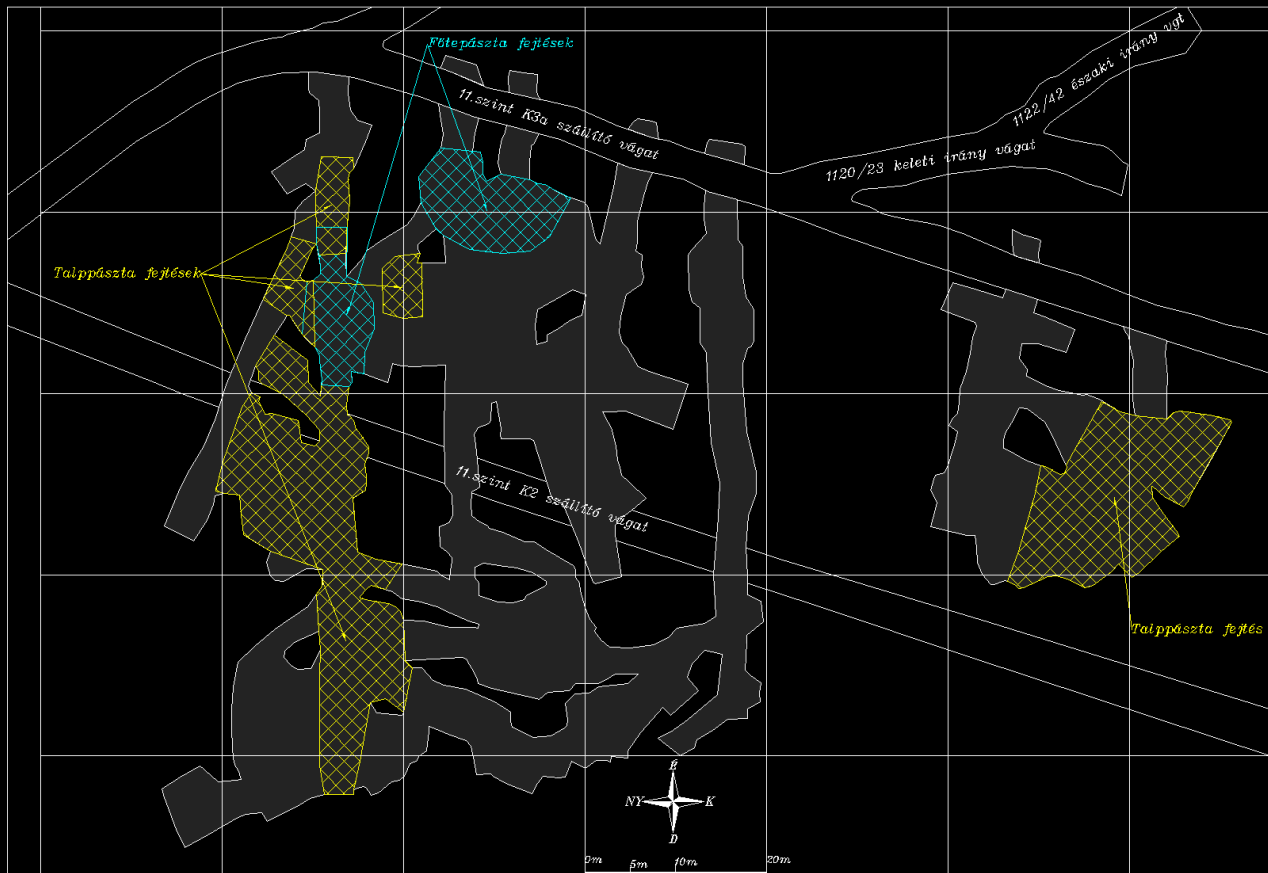 Főtepászta fejtések
11.szint K3a szállító vágat
1122/42 északi irány vgt
1120/23 keleti irány vágat
Talppászta fejtések
11.szint K2 szállító vágat
Talppászta fejtés
É
NY K
D
0m 5m 10m 20m